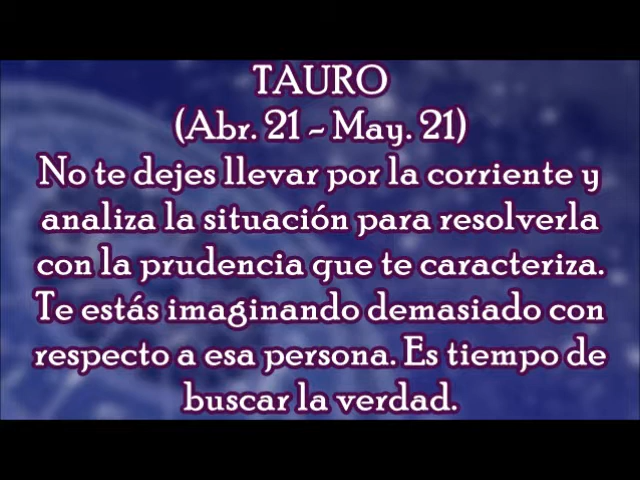 TAURO
(Abr. 21 - May. 21)
No te dejes llevar por la corriente y
analiza la situación para resolverla
con la prudencia que te caracteriza.
Te estás imaginando demasiado con
respecto a esa persona. Es tiempo de
buscar la verdad.